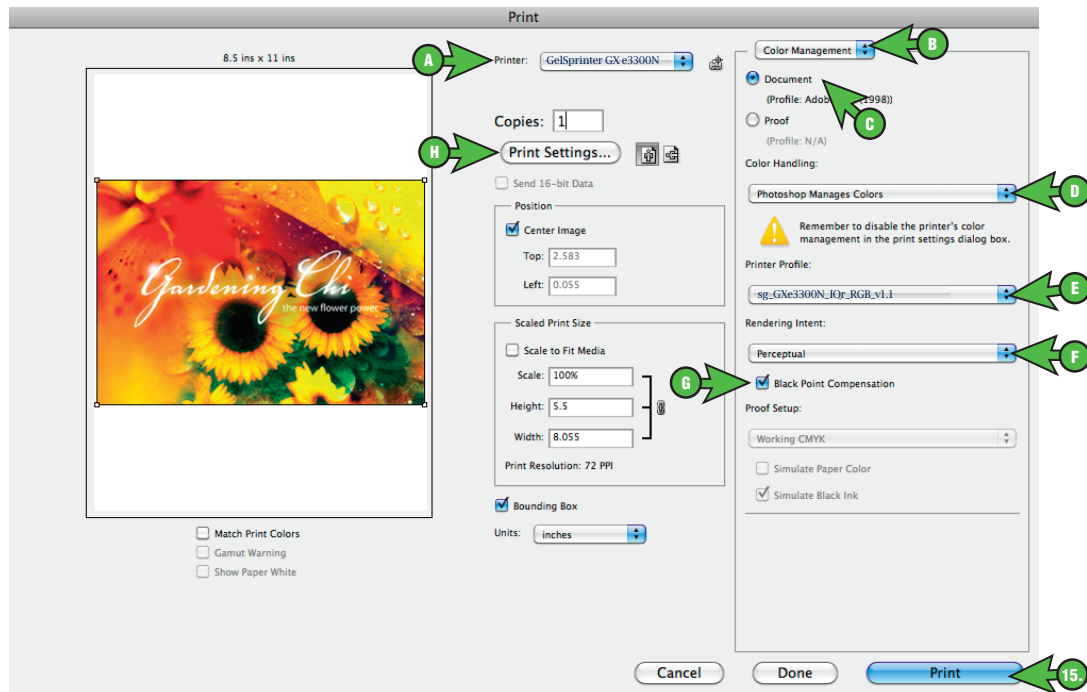 Print
8.5 ins x 11 ins
Gardening Chi
the new flower power
Match Print Colors
Gamut Warning
Show Paper White
A
Printer: GelSprinter GX e3300N
Copies: 1
H
Print Settings...
Send 16-bit Data
Position
Center Image
Top: 2.583
Left: 0.055
Scaled Print Size
Scale to Fit Media
Scale: 100%
Height: 5.5
Width: 8.055
Print Resolution: 72 PPI
Bounding Box
Units: inches
Color Management
B
Document
(Profile: Adob (1998))
C
Proof
(Profile: N/A)
Color Handling:
Photoshop Manages Colors
D
Remember to disable the printer's color
management in the print settings dialog box.
Printer Profile:
sg_GXe3300N_IQr_RGB_v1.1
E
Rendering Intent:
Perceptual
F
G
Black Point Compensation
Proof Setup:
Working CMYK
Simulate Paper Color
Simulate Black Ink
Cancel
Done
Print
15.